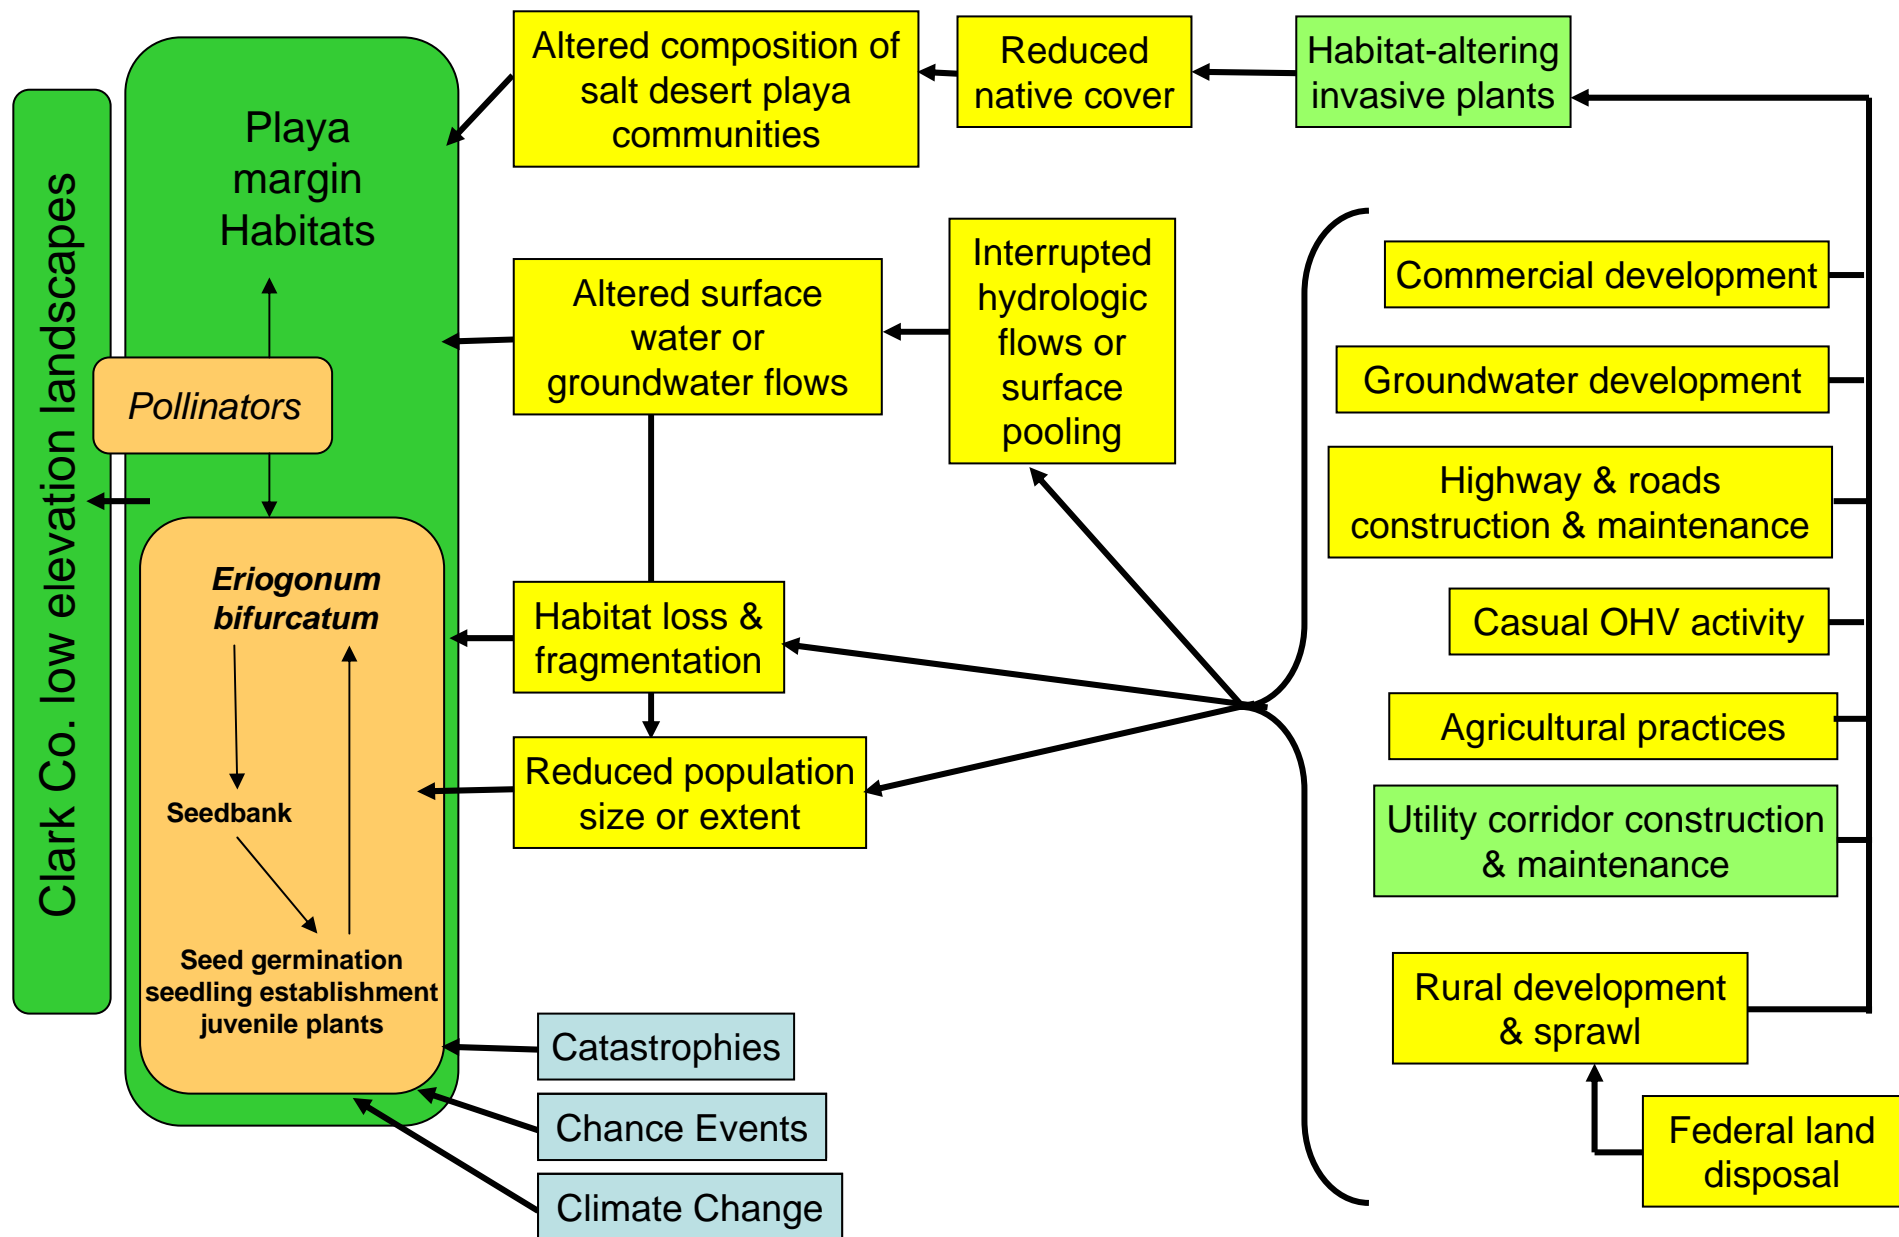 Clark Co. low elevation landscapes
Playa
margin
Habitats
Pollinators
Eriogonum
bifurcatum
Seedbank
Seed germination
seedling establishment
juvenile plants
Altered composition of
salt desert playa
communities
Reduced
native cover
Habitat-altering
invasive plants
Altered surface
water or
groundwater flows
Interrupted
hydrologic
flows or
surface
pooling
Habitat loss &
fragmentation
Reduced population
size or extent
Catastrophies
Chance Events
Climate Change
Commercial development
Groundwater development
Highway & roads
construction & maintenance
Casual OHV activity
Agricultural practices
Utility corridor construction
& maintenance
Rural development
& sprawl
Federal land
disposal